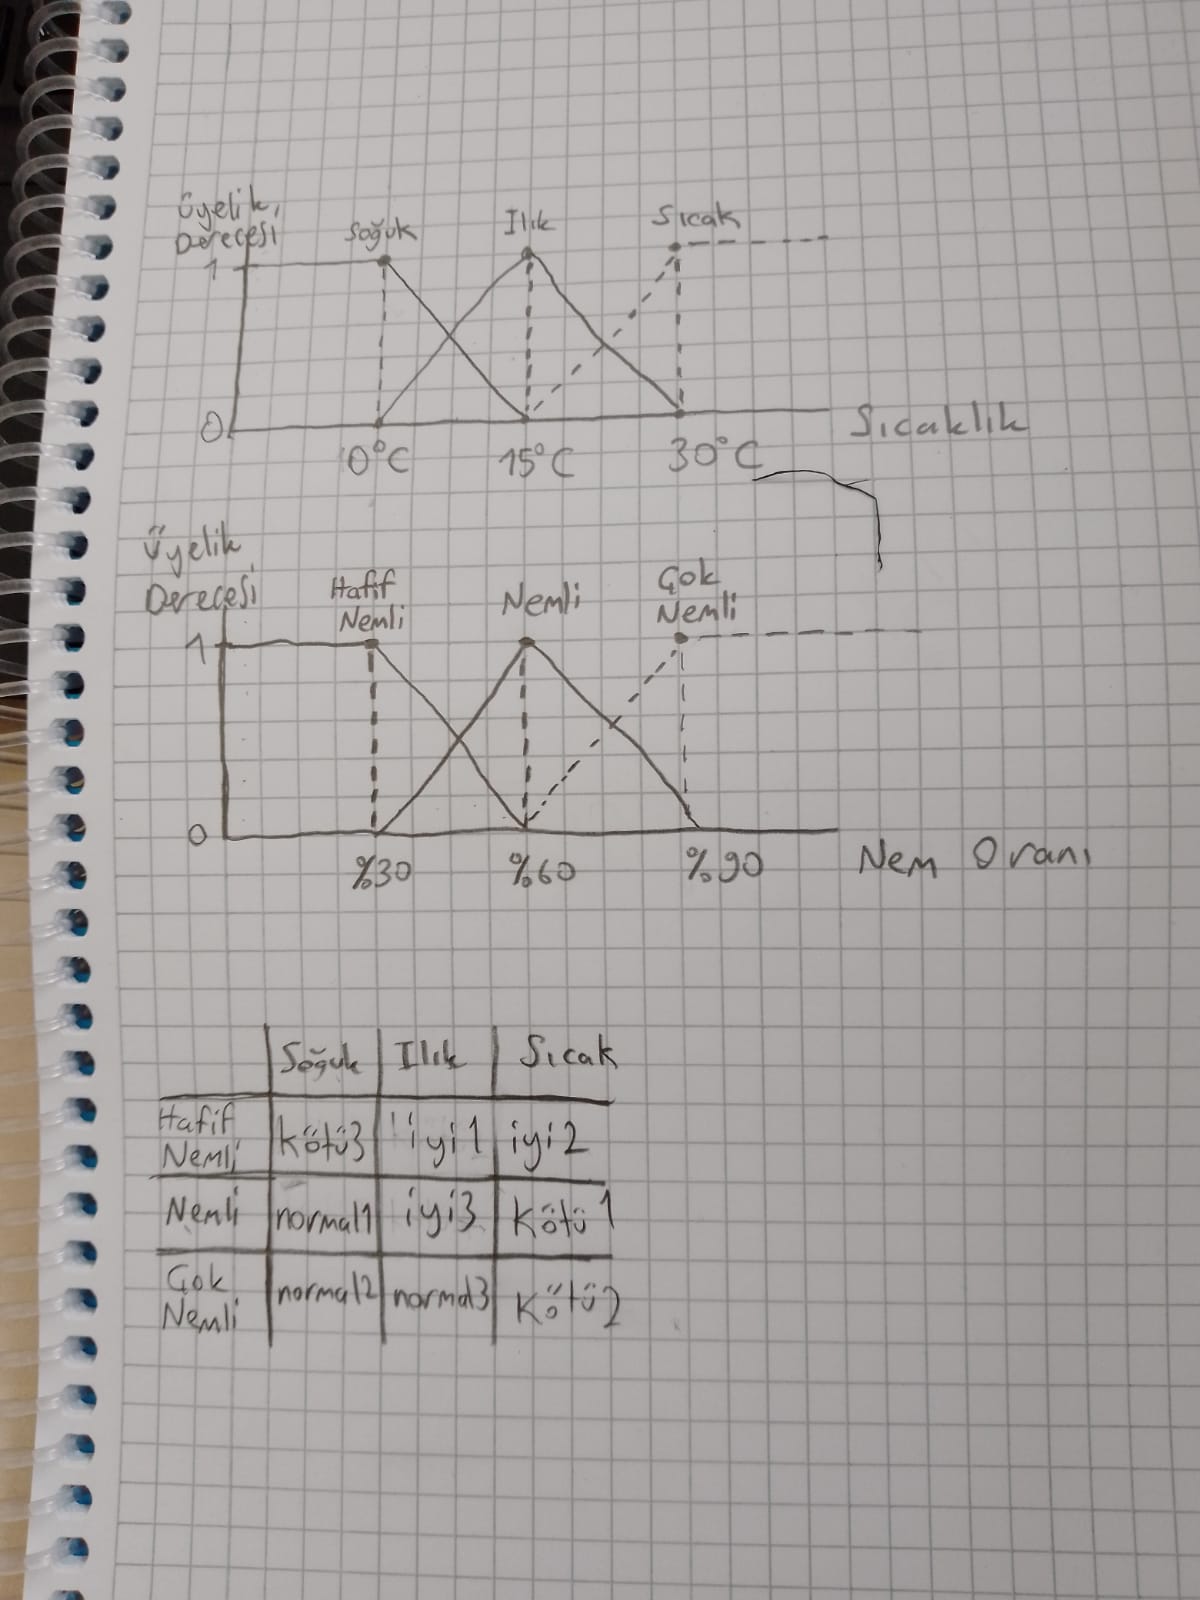 Üyelik
Derecesi
Soğuk Ilık Sıcak
1
0
0°C 15°C 30°C
Sıcaklık
Üyelik
Derecesi
Hafif
Nemli
Nemli
Çok
Nemli
1
0
%30 %60 %90
Nem Oranı
Soğuk Ilık Sıcak
Hafif
Nemli
kötü3 iyi1 iyi2
Nemli normal1 iyi3 kötü1
Çok
Nemli
normal2 normal3 kötü2